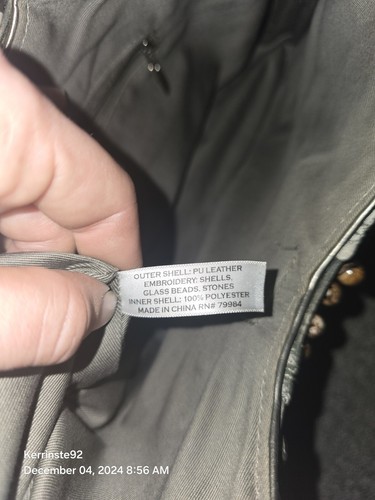 OUTER SHELL: PU LEATHER
EMBROIDERY: SHELLS.
GLASS BEADS. STONES
INNER SHELL: 100% POLYESTER
MADE IN CHINA RN# 79984
Kerrinste92
December 04, 2024 8:56 AM